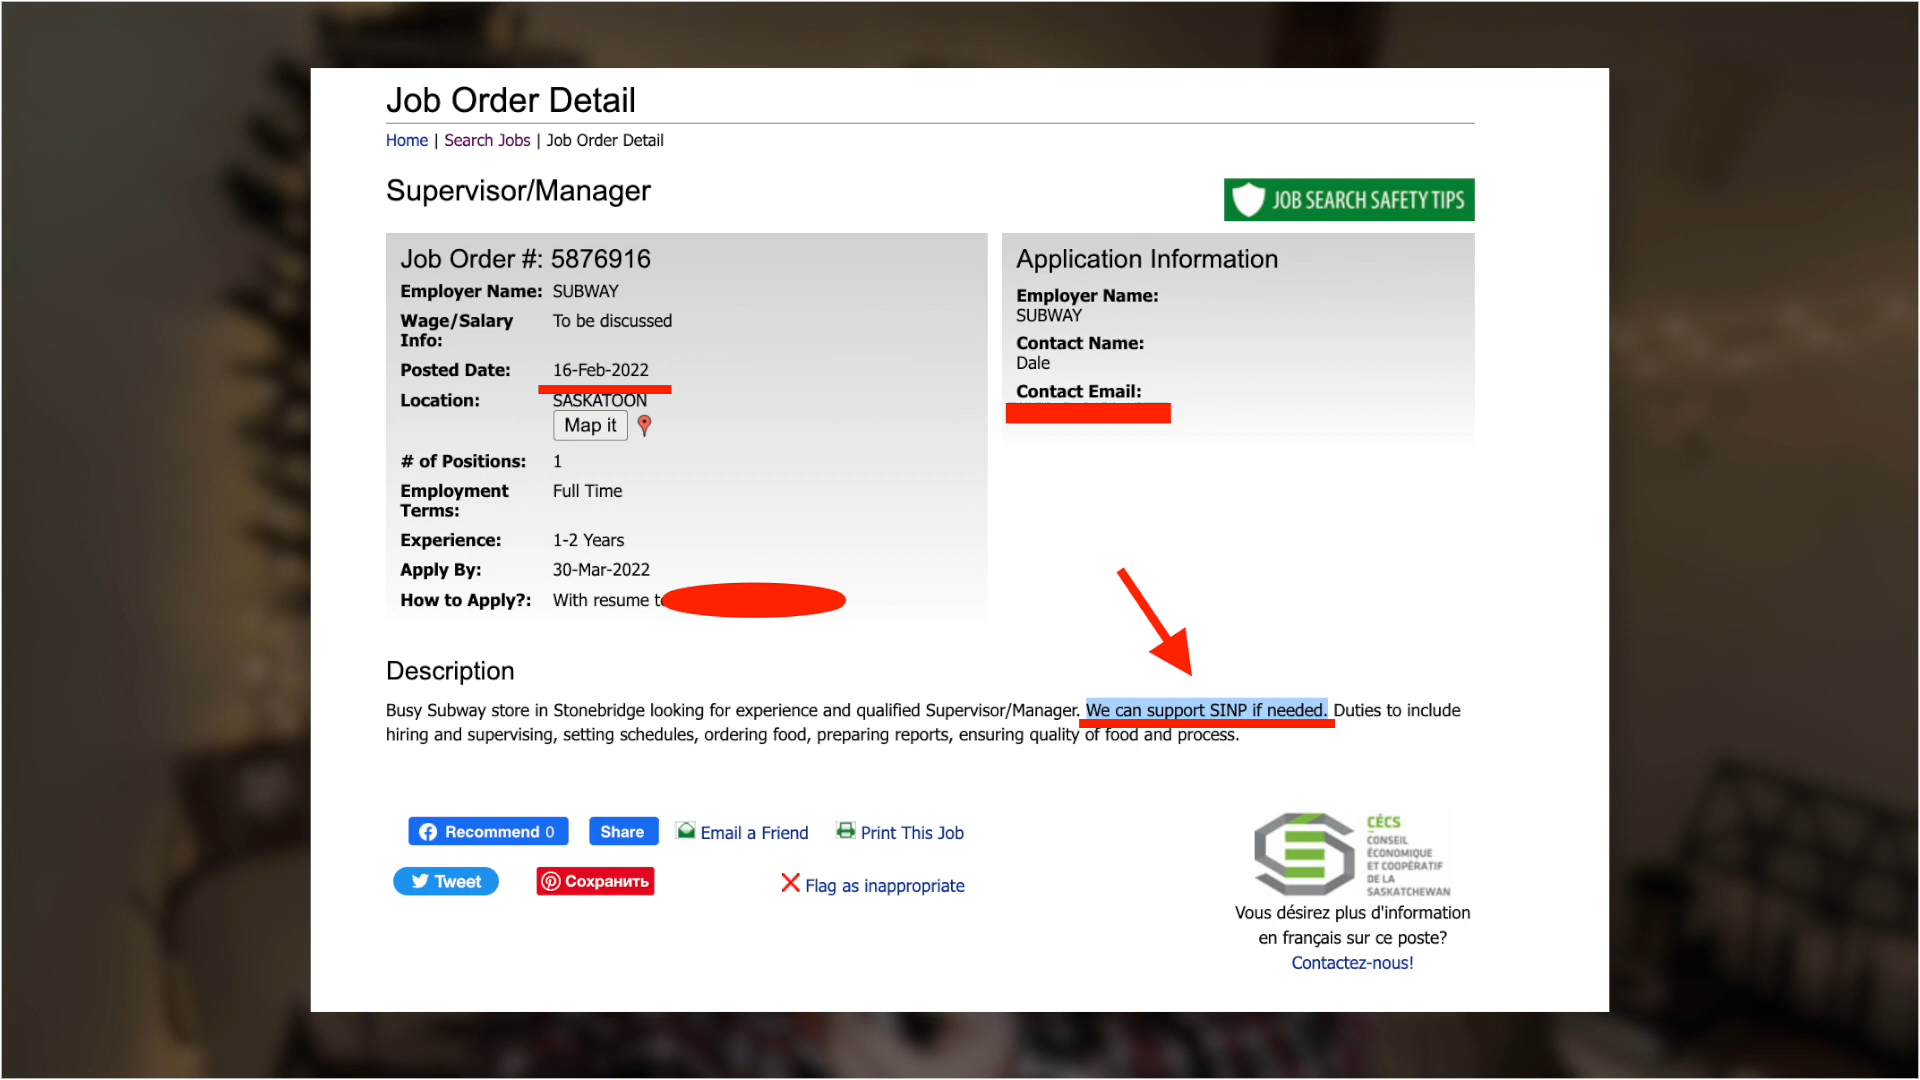 Job Order Detail
Home | Search Jobs | Job Order Detail
Supervisor/Manager
JOB SEARCH SAFETY TIPS
Job Order #: 5876916
Employer Name: SUBWAY
Wage/Salary Info: To be discussed
Posted Date: 16-Feb-2022
Location: SASKATOON
Map it
# of Positions: 1
Employment Terms: Full Time
Experience: 1-2 Years
Apply By: 30-Mar-2022
How to Apply?: With resume to
Application Information
Employer Name:
SUBWAY
Contact Name:
Dale
Contact Email:
Description
Busy Subway store in Stonebridge looking for experience and qualified Supervisor/Manager. We can support SINP if needed. Duties to include
hiring and supervising, setting schedules, ordering food, preparing reports, ensuring quality of food and process.
Recommend 0
Share
Email a Friend
Print This Job
Tweet
Сохранить
Flag as inappropriate
CÉCS
CONSEIL
ÉCONOMIQUE
ET COOPÉRATIF
DE LA
SASKATCHEWAN
Vous désirez plus d'information
en français sur ce poste?
Contactez-nous!